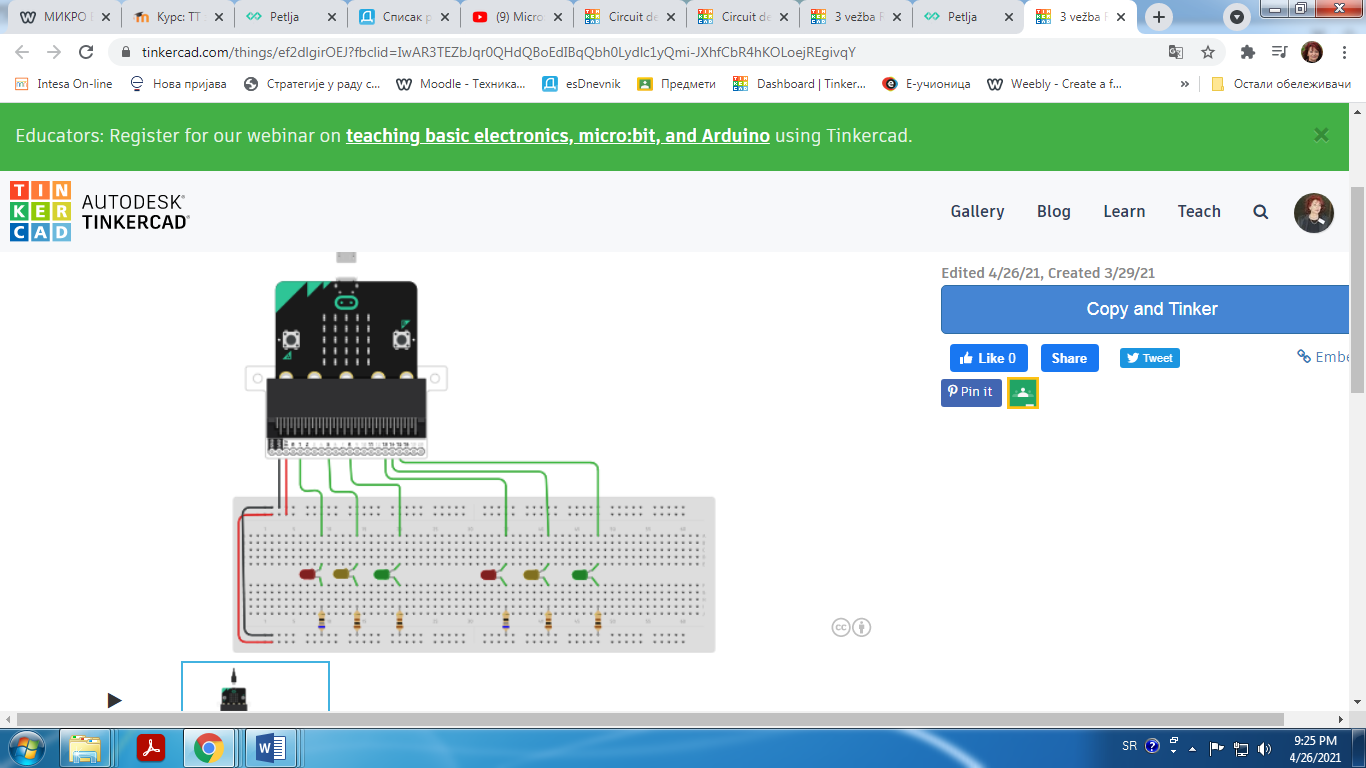 МИКРО
Курс: ТТ
Petlja
Списак р
(9) Micro
Circuit de
Circuit de
3 vežba F
Petlja
3 vežba F
tinkercad.com/things/ef2dlgirOEJ?fbclid=IwAR3TEZbJqr0QHdQBoEdIBqQbh0Lydlc1yQmi-JXhfCbR4hKOLoejREgivqY
Intesa On-line
Нова пријава
Стратегије у раду с...
Moodle - Техника...
esDnevnik
Предмети
Dashboard | Tinker...
Е-учионица
Weebly - Create a f...
»
Остали обележивачи
Educators: Register for our webinar on teaching basic electronics, micro:bit, and Arduino using Tinkercad.
TINKERCAD
AUTODESK
TINKERCAD
Gallery
Blog
Learn
Teach
Edited 4/26/21, Created 3/29/21
Copy and Tinker
Like 0
Share
Tweet
Embe
Pin it
cc
SR
9:25 PM
4/26/2021